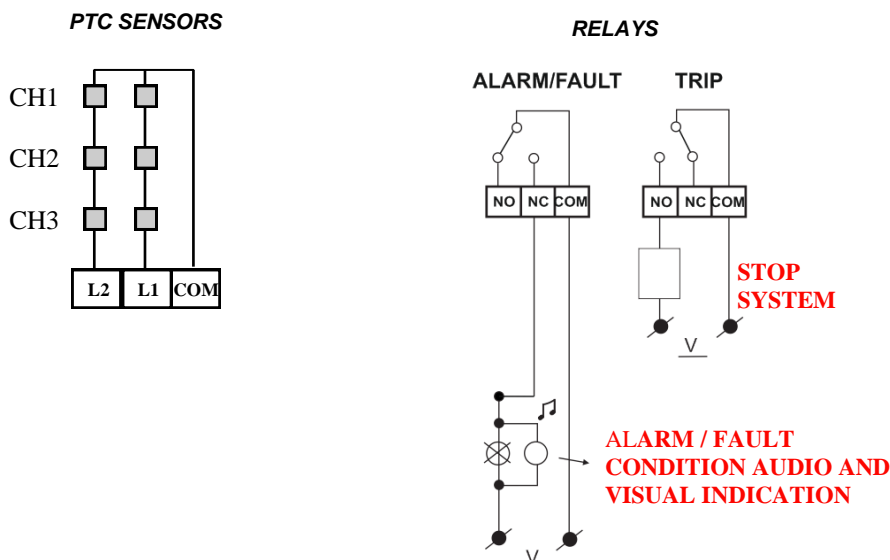 PTC SENSORS
CH1
CH2
CH3
L2 L1 COM
RELAYS
ALARM/FAULT
NO NC COM
TRIP
NO NC COM
STOP
SYSTEM
V
ALARM / FAULT
CONDITION AUDIO AND
VISUAL INDICATION
V